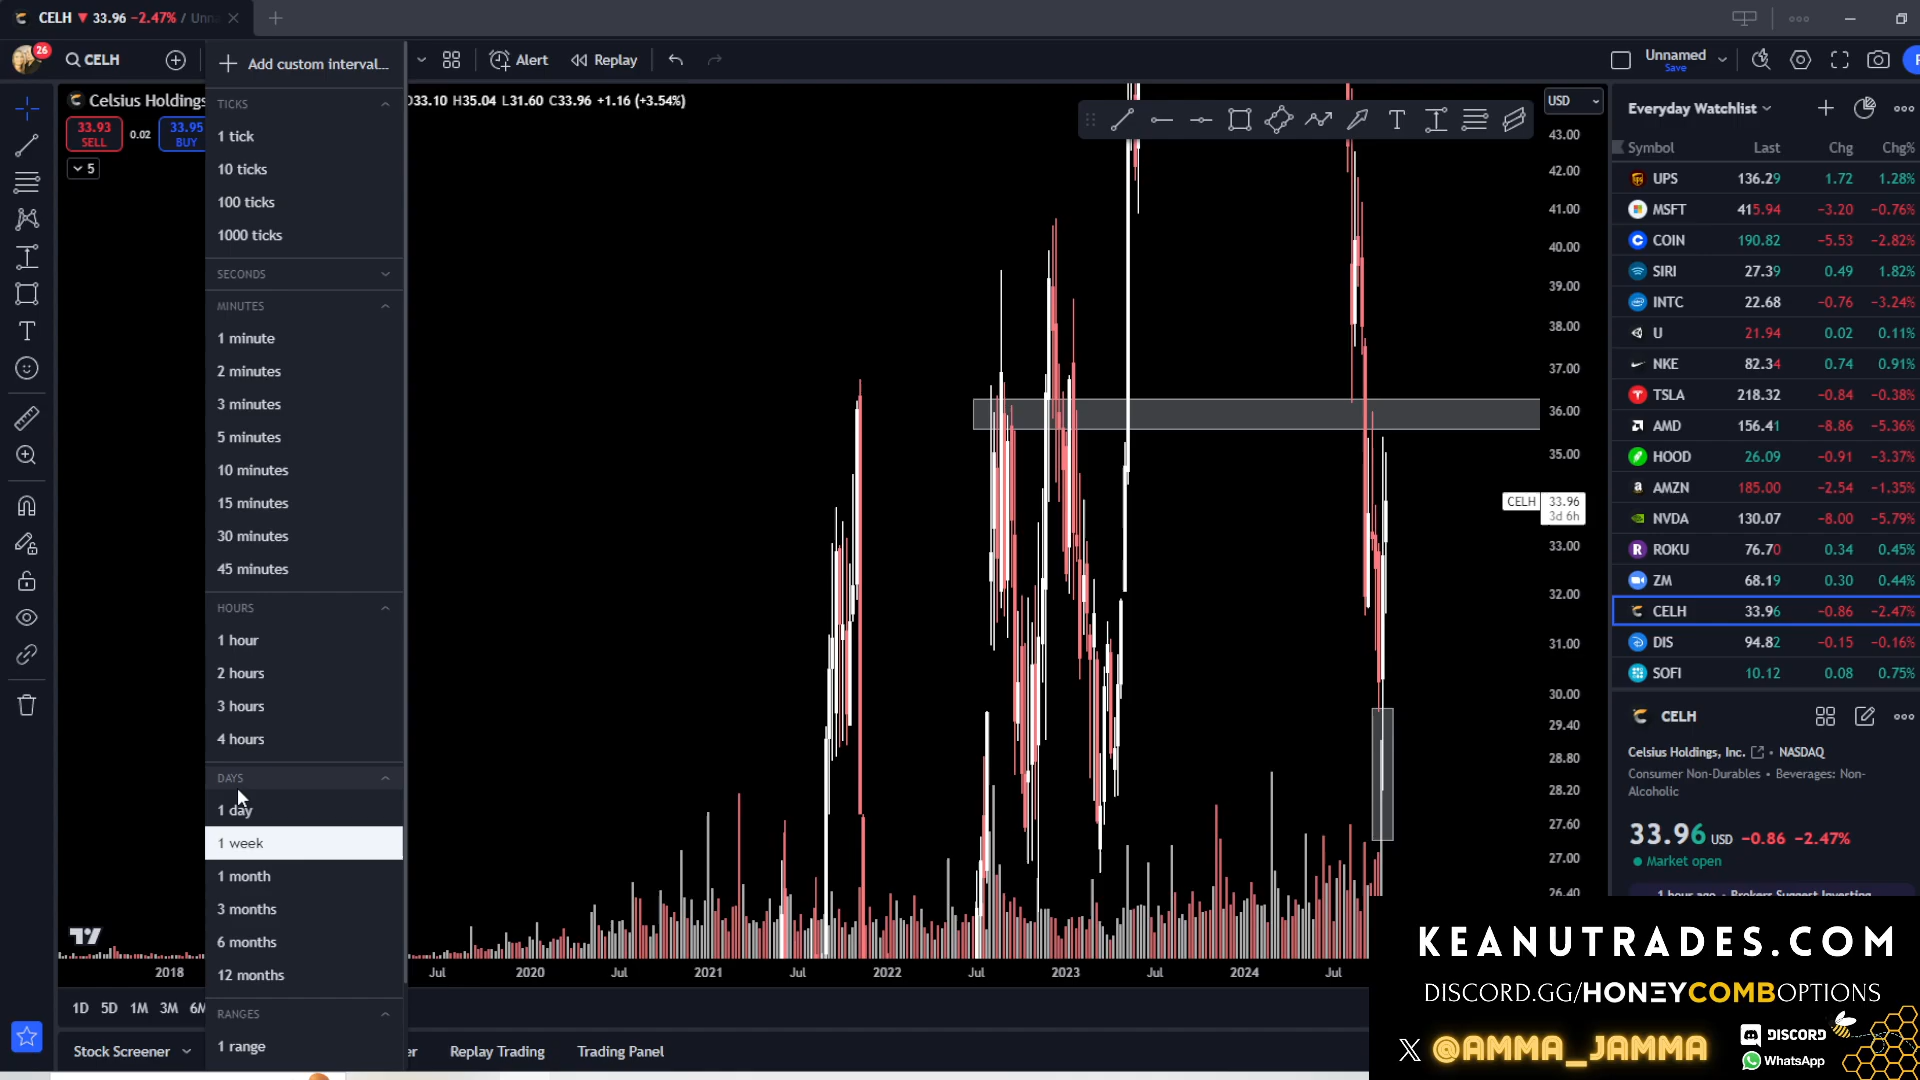 CELH ▼ 33.96 −2.47% / Unn
26
CELH
Add custom interval...
Alert
Replay
Unnamed
Save
Celsius Holdings
O33.10 H35.04 L31.60 C33.96 +1.16 (+3.54%)
33.93
SELL
0.02
33.95
BUY
5
TICKS
1 tick
10 ticks
100 ticks
1000 ticks
SECONDS
MINUTES
1 minute
2 minutes
3 minutes
5 minutes
10 minutes
15 minutes
30 minutes
45 minutes
HOURS
1 hour
2 hours
3 hours
4 hours
DAYS
1 day
1 week
1 month
3 months
6 months
12 months
RANGES
1 range
USD
43.00
42.00
41.00
40.00
39.00
38.00
37.00
36.00
35.00
CELH 33.96
3d 6h
33.00
32.00
31.00
30.00
29.40
28.80
28.20
27.60
27.00
26.40
2018
Jul
2020
Jul
2021
Jul
2022
Jul
2023
Jul
2024
Jul
1D 5D 1M 3M 6M
Stock Screener
Replay Trading
Trading Panel
Everyday Watchlist
Symbol Last Chg Chg%
UPS 136.29 1.72 1.28%
MSFT 415.94 −3.20 −0.76%
COIN 190.82 −5.53 −2.82%
SIRI 27.39 0.49 1.82%
INTC 22.68 −0.76 −3.24%
U 21.94 0.02 0.11%
NKE 82.34 0.74 0.91%
TSLA 218.32 −0.84 −0.38%
AMD 156.41 −8.86 −5.36%
HOOD 26.09 −0.91 −3.37%
AMZN 185.00 −2.54 −1.35%
NVDA 130.07 −8.00 −5.79%
ROKU 76.70 0.34 0.45%
ZM 68.19 0.30 0.44%
CELH 33.96 −0.86 −2.47%
DIS 94.82 −0.15 −0.16%
SOFI 10.12 0.08 0.75%
CELH
Celsius Holdings, Inc. • NASDAQ
Consumer Non-Durables • Beverages: Non-
Alcoholic
33.96 USD −0.86 −2.47%
Market open
1 hour ago • Brokers Suggest Investing
KEANUTRADES.COM
DISCORD.GG/HONEYCOMBOPTIONS
X @AMMA_JAMMA
DISCORD
WhatsApp